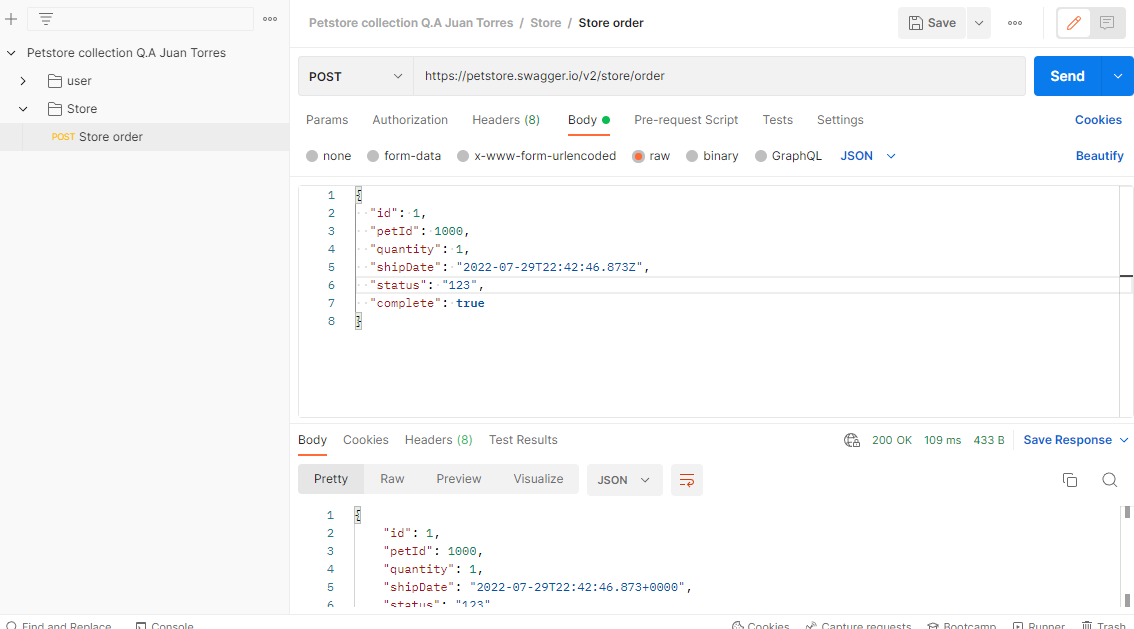 Petstore collection Q.A Juan Torres / Store / Store order
Save
Petstore collection Q.A Juan Torres
user
Store
POST Store order
POST
https://petstore.swagger.io/v2/store/order
Send
Params Authorization Headers (8) Body Pre-request Script Tests Settings Cookies
none form-data x-www-form-urlencoded raw binary GraphQL JSON Beautify
1 {
2 "id": 1,
3 "petId": 1000,
4 "quantity": 1,
5 "shipDate": "2022-07-29T22:42:46.873Z",
6 "status": "123",
7 "complete": true
8 }
Body Cookies Headers (8) Test Results 200 OK 109 ms 433 B Save Response
Pretty Raw Preview Visualize JSON
1 {
2 "id": 1,
3 "petId": 1000,
4 "quantity": 1,
5 "shipDate": "2022-07-29T22:42:46.873+0000",
6 "status": "123"
Find and Replace Console Cookies Capture requests Bootcamp Runner Trash